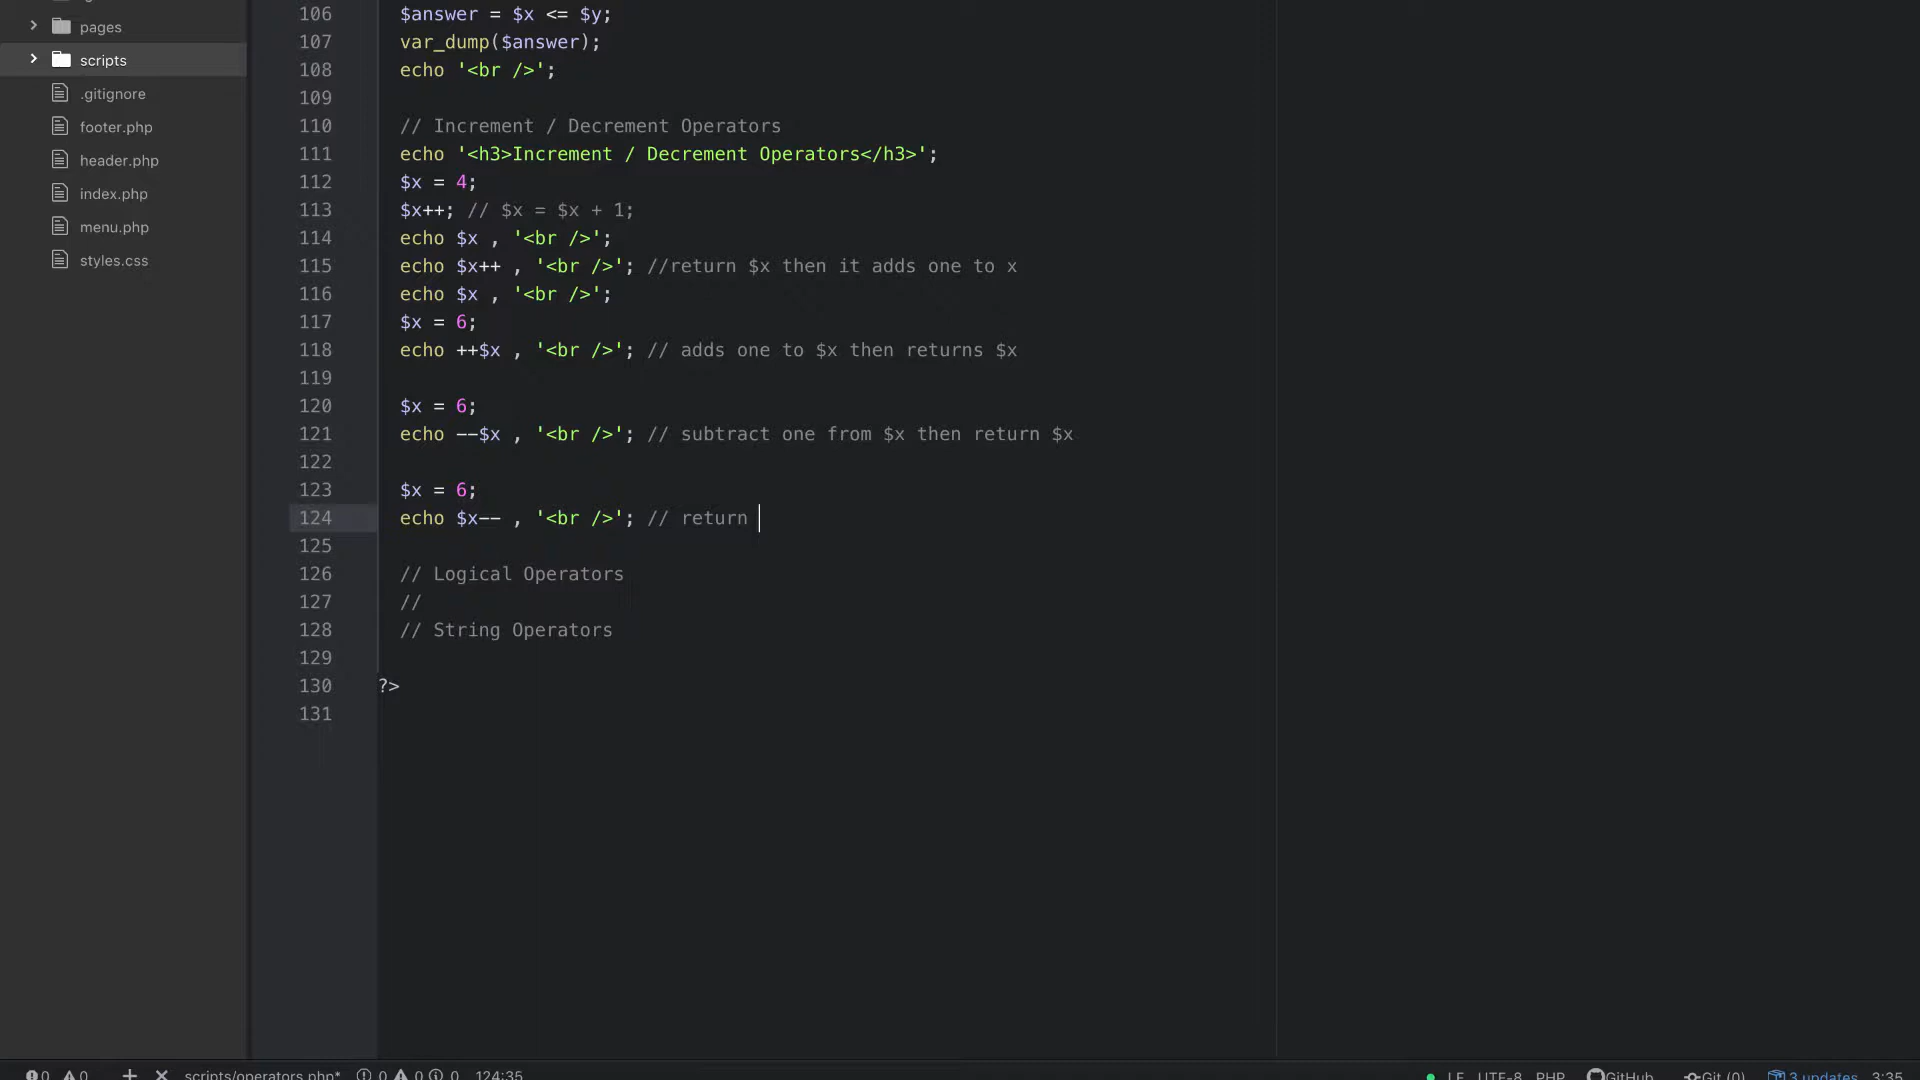 pages
scripts
.gitignore
footer.php
header.php
index.php
menu.php
styles.css
106 $answer = $x <= $y;
107 var_dump($answer);
108 echo '<br />';
109
110 // Increment / Decrement Operators
111 echo '<h3>Increment / Decrement Operators</h3>';
112 $x = 4;
113 $x++; // $x = $x + 1;
114 echo $x , '<br />';
115 echo $x++ , '<br />'; //return $x then it adds one to x
116 echo $x , '<br />';
117 $x = 6;
118 echo ++$x , '<br />'; // adds one to $x then returns $x
119
120 $x = 6;
121 echo --$x , '<br />'; // subtract one from $x then return $x
122
123 $x = 6;
124 echo $x-- , '<br />'; // return
125
126 // Logical Operators
127 //
128 // String Operators
129
130 ?>
131
0 0 + × scripts/operators.php* 0 0 0 124:35 LF UTF-8 PHP GitHub Git (0) 3 updates 3:35